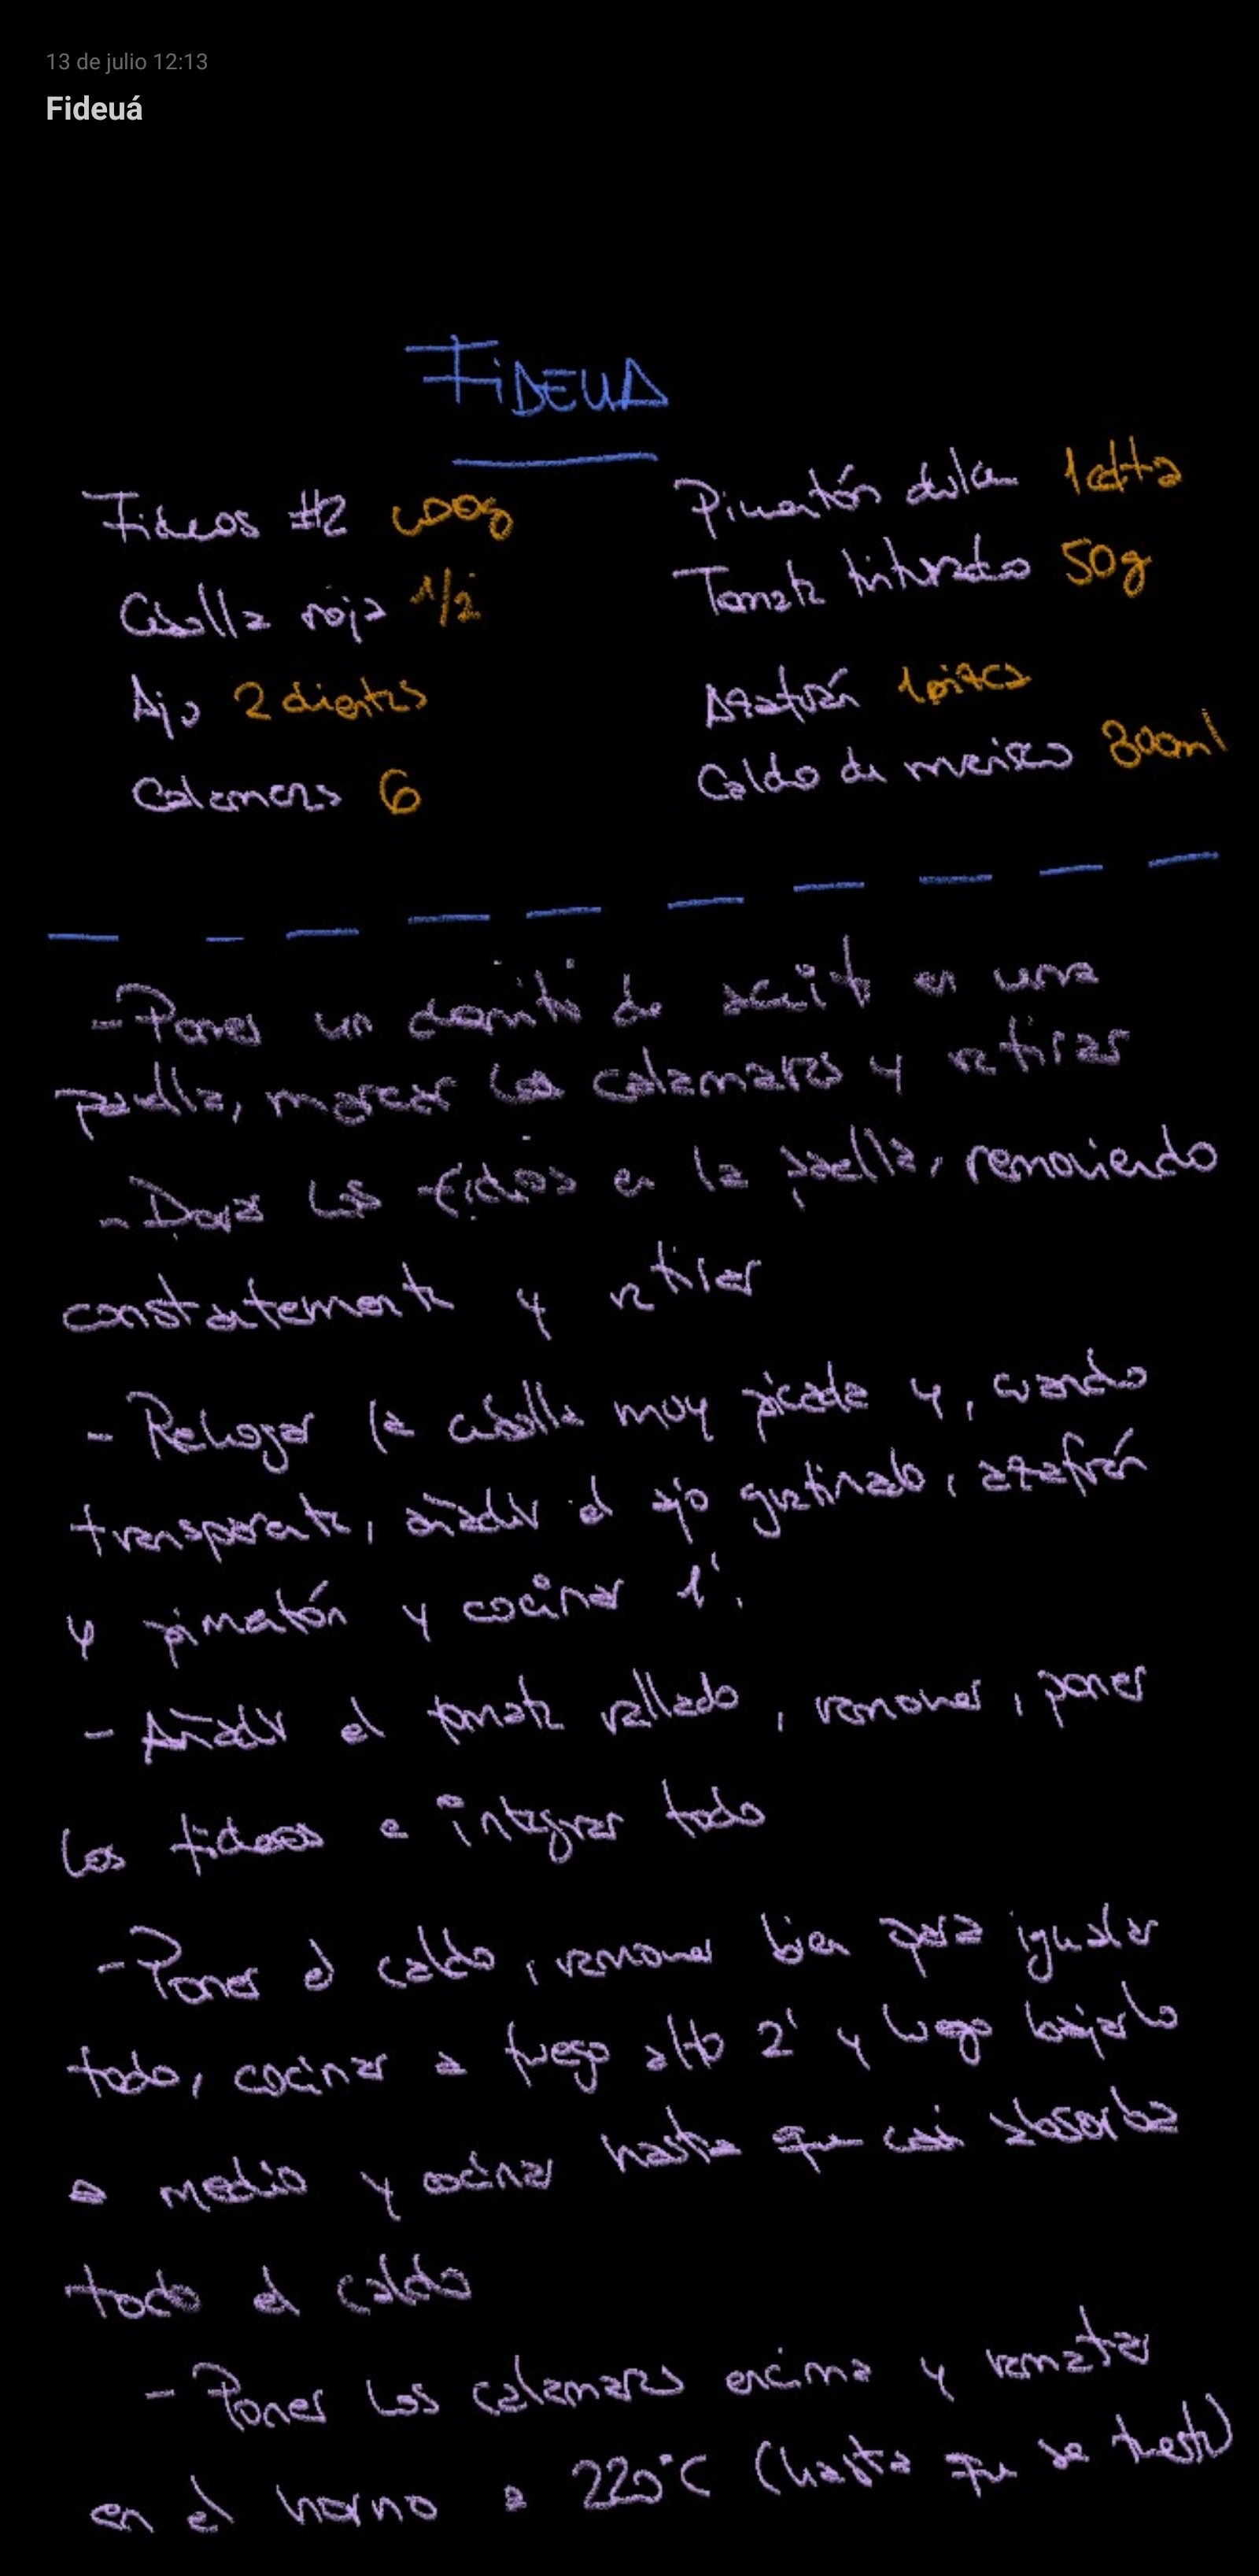 13 de julio 12:13
Fideuá
FIDEUA
Fideos #2
Cebolla roja 1/2
Ajo 2 dientes
Calamares 6
Pimentón dulce 1cdta
Tomate triturado 50g
Azafrán 1 pizca
Caldo de marisco 800ml
- Poner un chorrito de aceite en una
paella, marcar los calamares y retirar
- Dorar los fideos en la paella, removiendo
constatemente y retirar
- Rehogar la cebolla muy picada y, cuando
transparente, añadir el ajo gratinado, azafrán
y pimentón y cocinar 1'.
- Añadir el tomate rallado, remover, poner
los fideos e integrar todo
- Poner el caldo, remover bien para igualar
todo, cocinar a fuego alto 2' y luego bajarlo
a medio y cocinar hasta que casi absorba
todo el caldo
- Poner los calamares encima y rematar
en el horno a 220°C (hasta que se tueste)